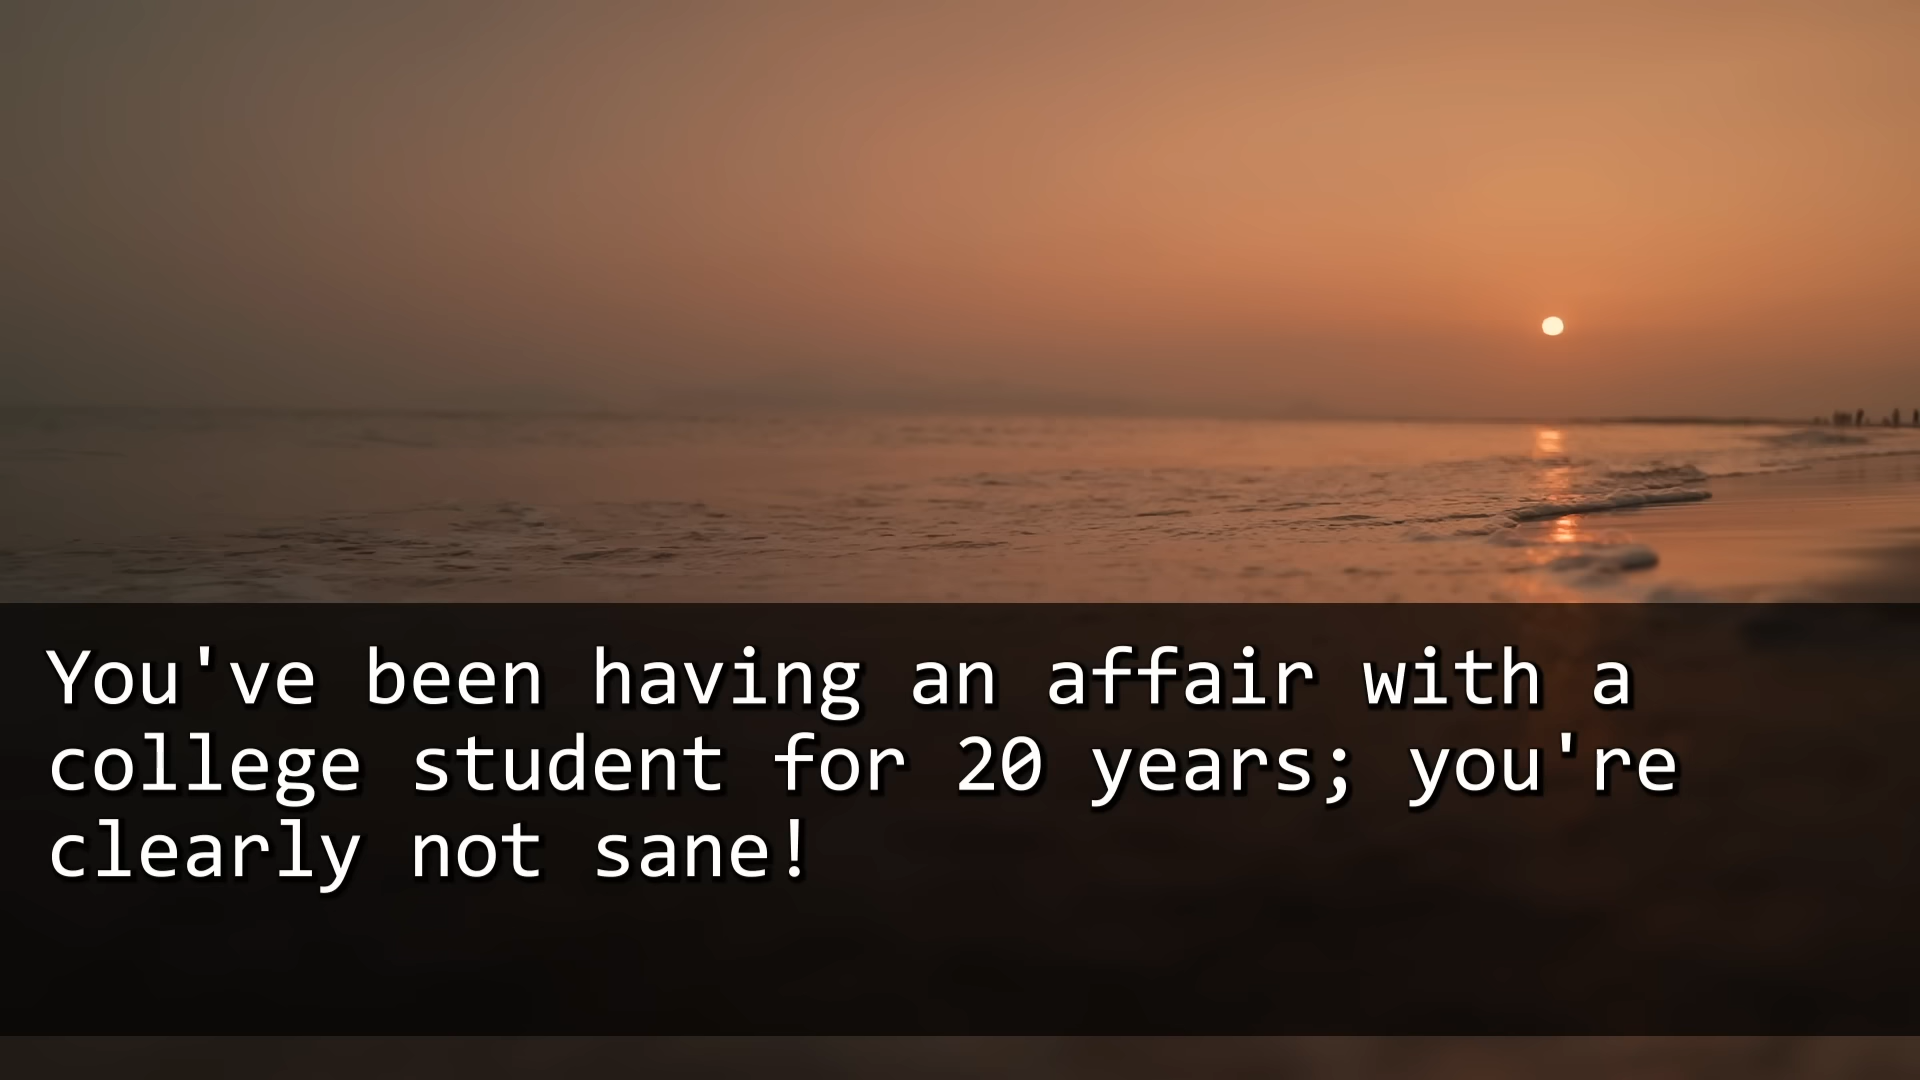 You've been having an affair with a
college student for 20 years; you're
clearly not sane!